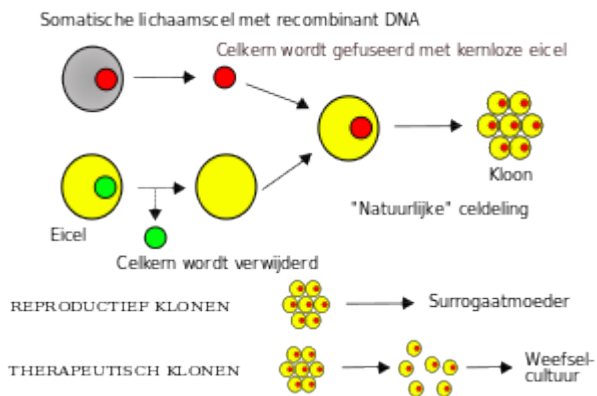 Somatische lichaamscel met recombinant DNA
Celkern wordt gefuseerd met kernloze eicel
Kloon
"Natuurlijke" celdeling
Eicel
Celkern wordt verwijderd
REPRODUCTIEF KLONEN
Surrogaatmoeder
THERAPEUTISCH KLONEN
Weefsel-
cultuur